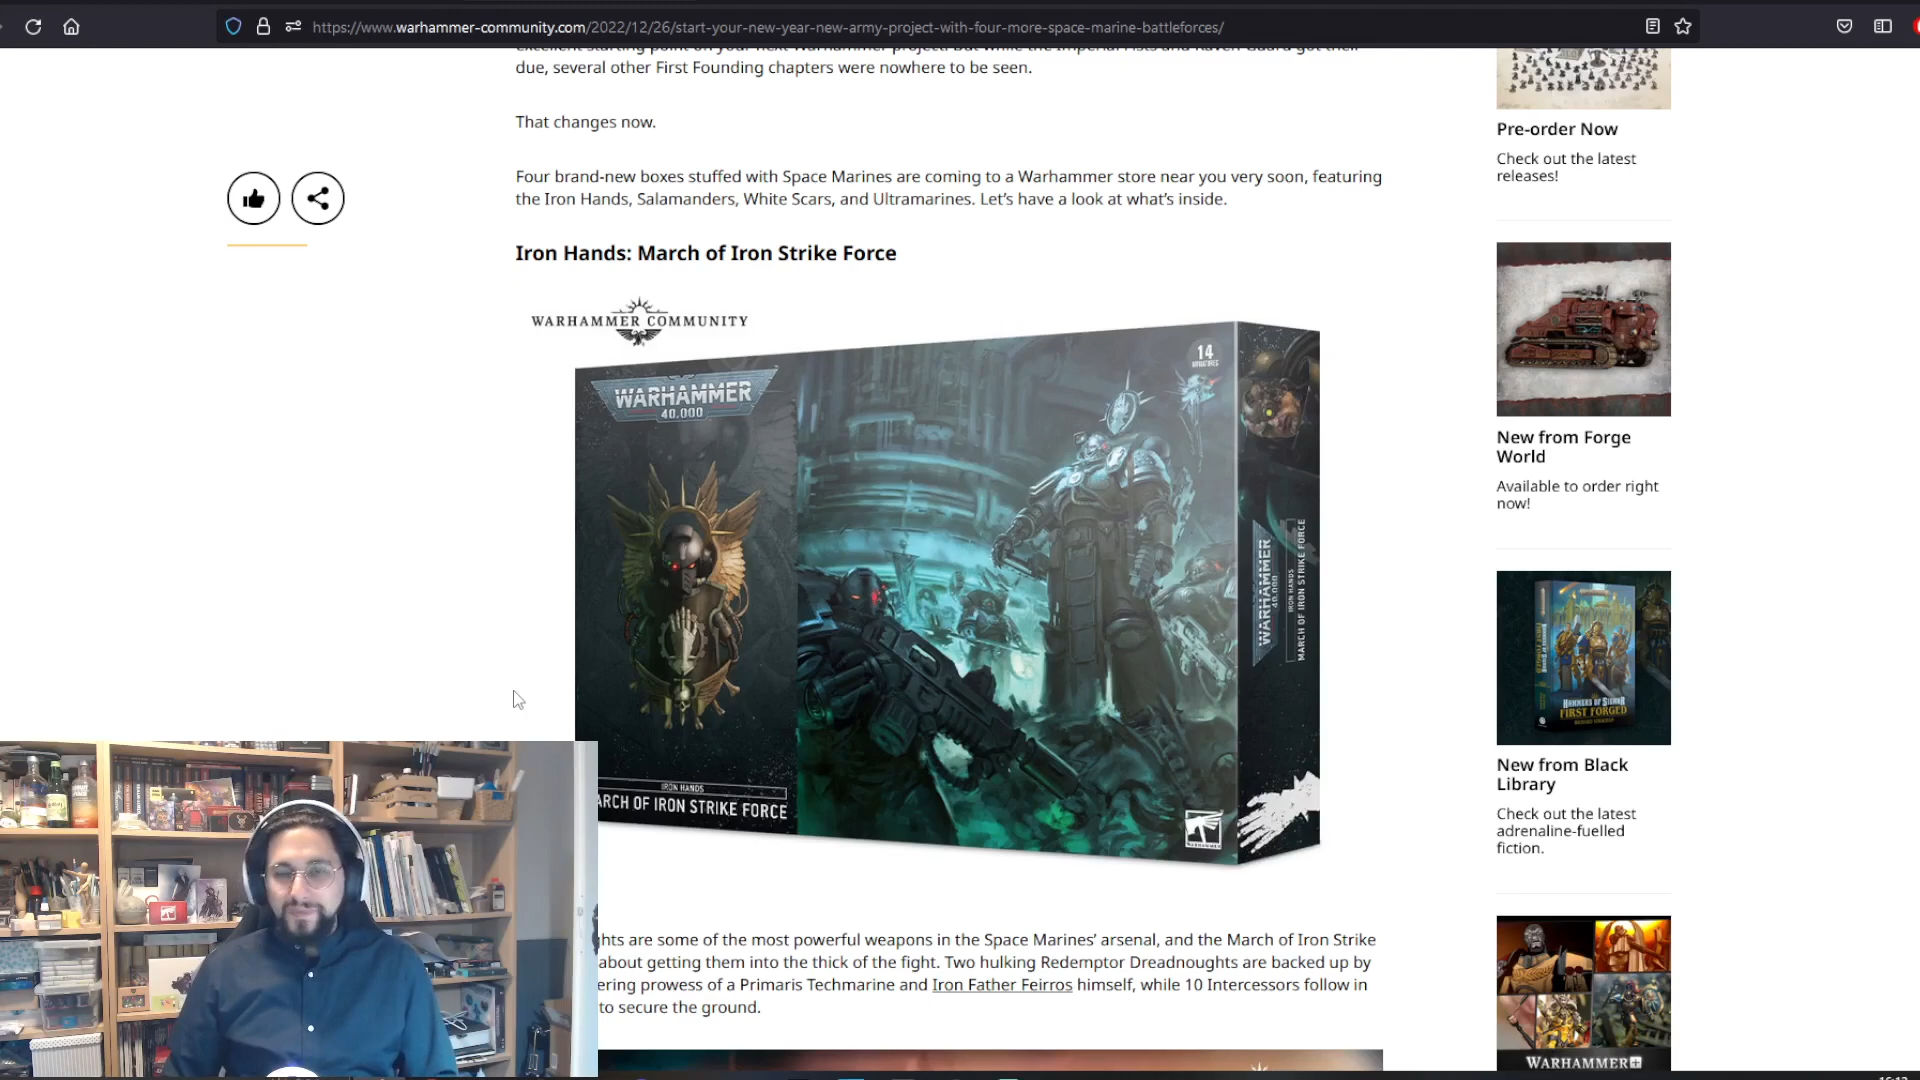 https://www.warhammer-community.com/2022/12/26/start-your-new-year-new-army-project-with-four-more-space-marine-battleforces/
due, several other First Founding chapters were nowhere to be seen.
That changes now.
Four brand-new boxes stuffed with Space Marines are coming to a Warhammer store near you very soon, featuring
the Iron Hands, Salamanders, White Scars, and Ultramarines. Let's have a look at what's inside.
Iron Hands: March of Iron Strike Force
WARHAMMER COMMUNITY
WARHAMMER
40,000
14
MINIATURES
IRON HANDS
ARCH OF IRON STRIKE FORCE
WARHAMMER
40,000
IRON HANDS
MARCH OF IRON STRIKE FORCE
WARHAMMER
hts are some of the most powerful weapons in the Space Marines' arsenal, and the March of Iron Strike
about getting them into the thick of the fight. Two hulking Redemptor Dreadnoughts are backed up by
ering prowess of a Primaris Techmarine and Iron Father Feirros himself, while 10 Intercessors follow in
to secure the ground.
Pre-order Now
Check out the latest
releases!
New from Forge
World
Available to order right
now!
HAMMERS OF SIGMAR
FIRST FORGED
New from Black
Library
Check out the latest
adrenaline-fuelled
fiction.
WARHAMMER+